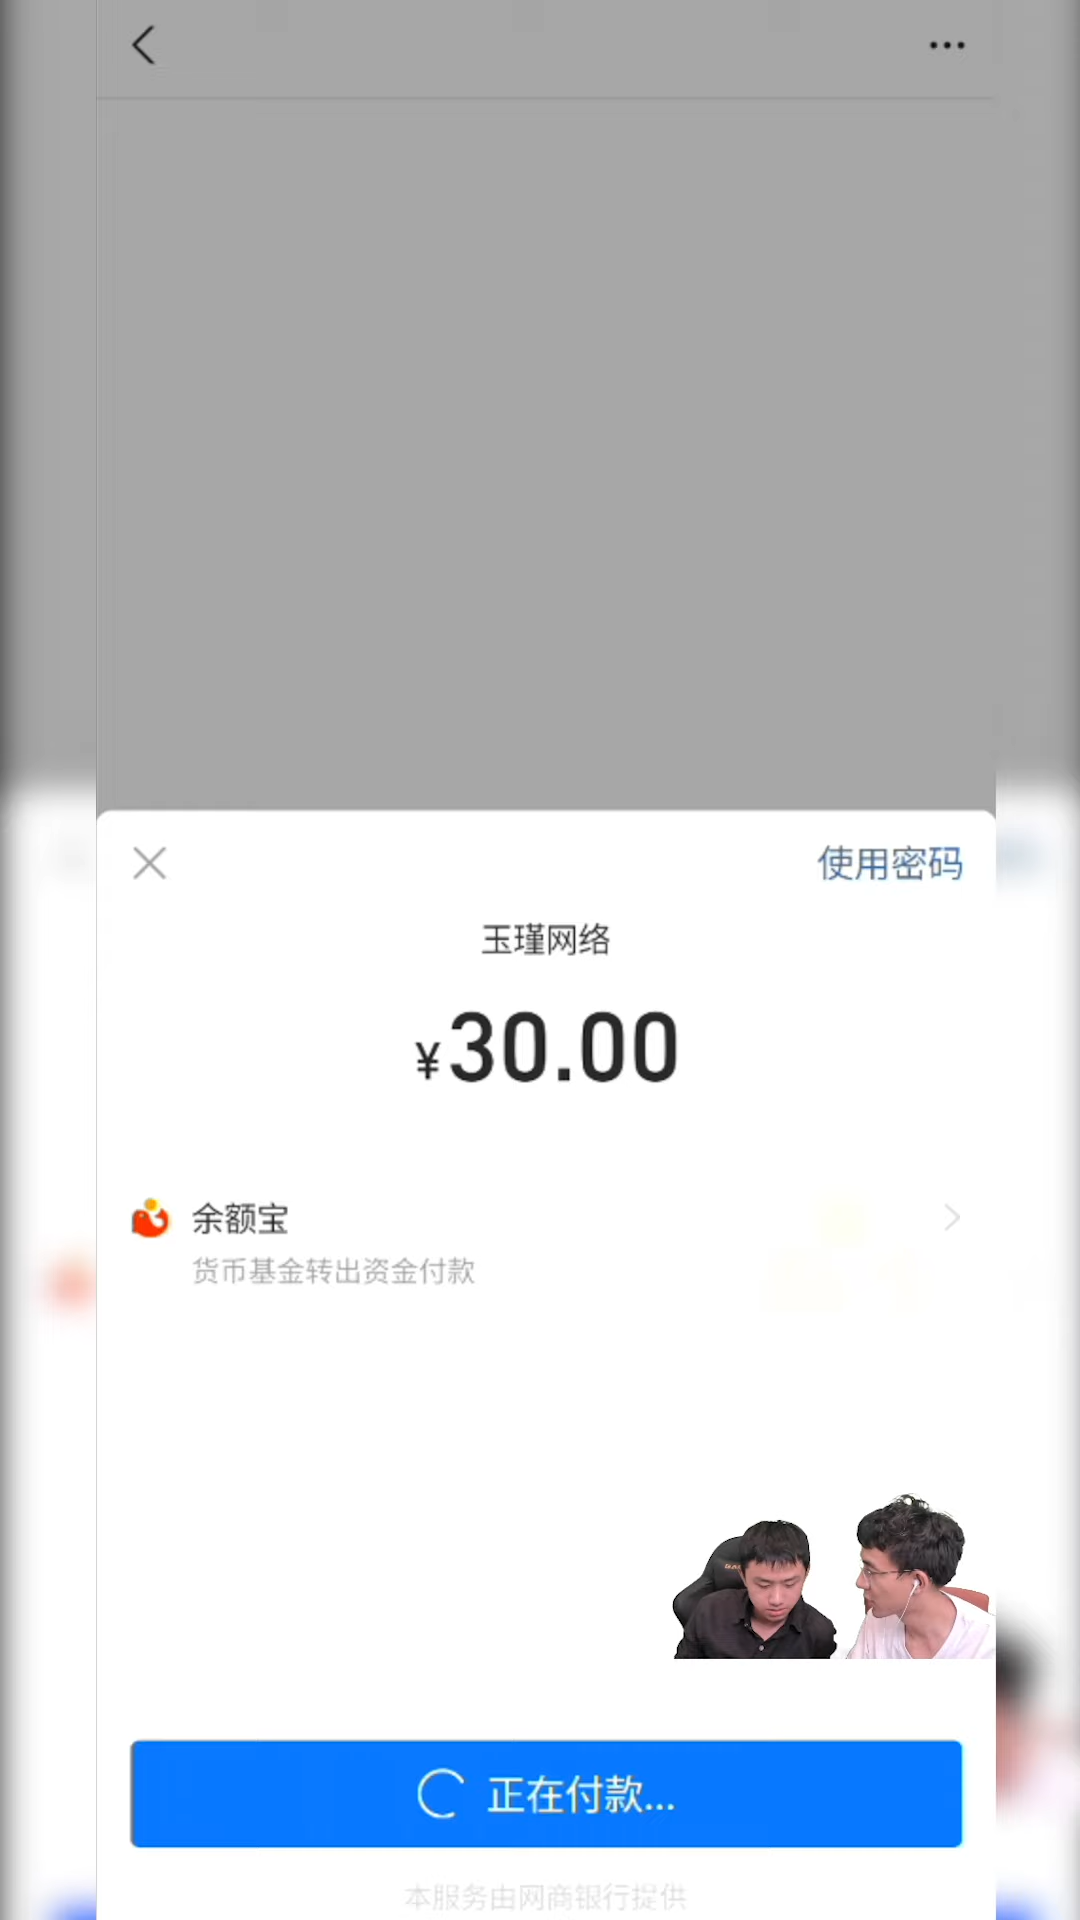 使用密码
玉瑾网络
¥30.00
余额宝
货币基金转出资金付款
正在付款...
本服务由网商银行提供